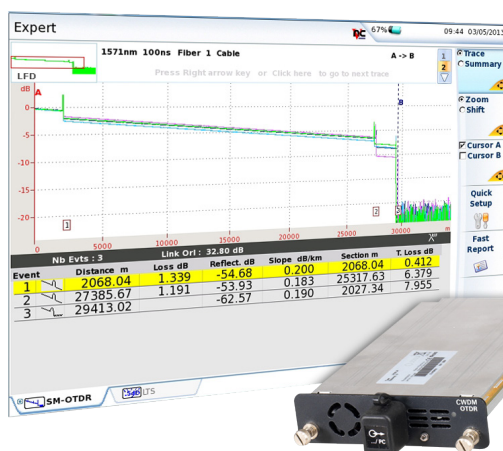 Expert
67%
09:44 03/05/2013
1571nm 100ns Fiber 1 Cable
A -> B
1
2
Trace
Summary
LFD
Press Right arrow key or Click here to go to next trace
dB
A
B
0
-5
-10
-15
-20
Zoom
Shift
Cursor A
Cursor B
Quick
Setup
Fast
Report
1
2
0
5000
10000
15000
20000
25000
30000
m
Nb Evts : 3
Link Orl : 32.80 dB
Event Distance m Loss dB Reflect. dB Slope dB/km Section m T. Loss dB
1 2068.04 1.339 -54.68 0.200 2068.04 0.412
2 27385.67 1.191 -53.93 0.183 25317.63 6.379
3 29413.02 -62.57 0.190 2027.34 7.955
SM-OTDR
LTS
CWDM
OTDR
/PC